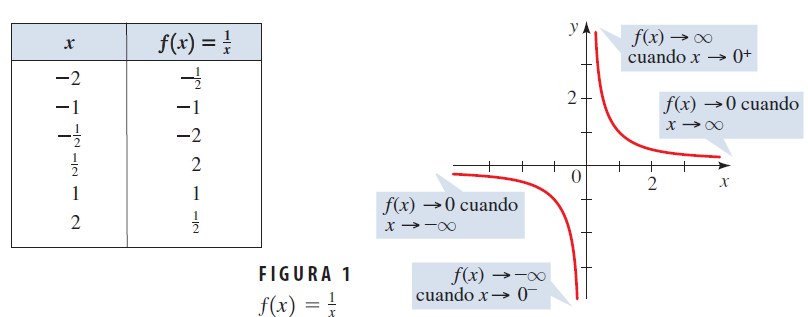 x f(x) = 1/x
−2 −1/2
−1 −1
−1/2 −2
1/2 2
1 1
2 1/2
FIGURA 1
f(x) = 1/x
y
f(x) → ∞
cuando x → 0⁺
2
f(x) → 0 cuando
x → ∞
0 2 x
f(x) → 0 cuando
x → −∞
f(x) → −∞
cuando x → 0⁻